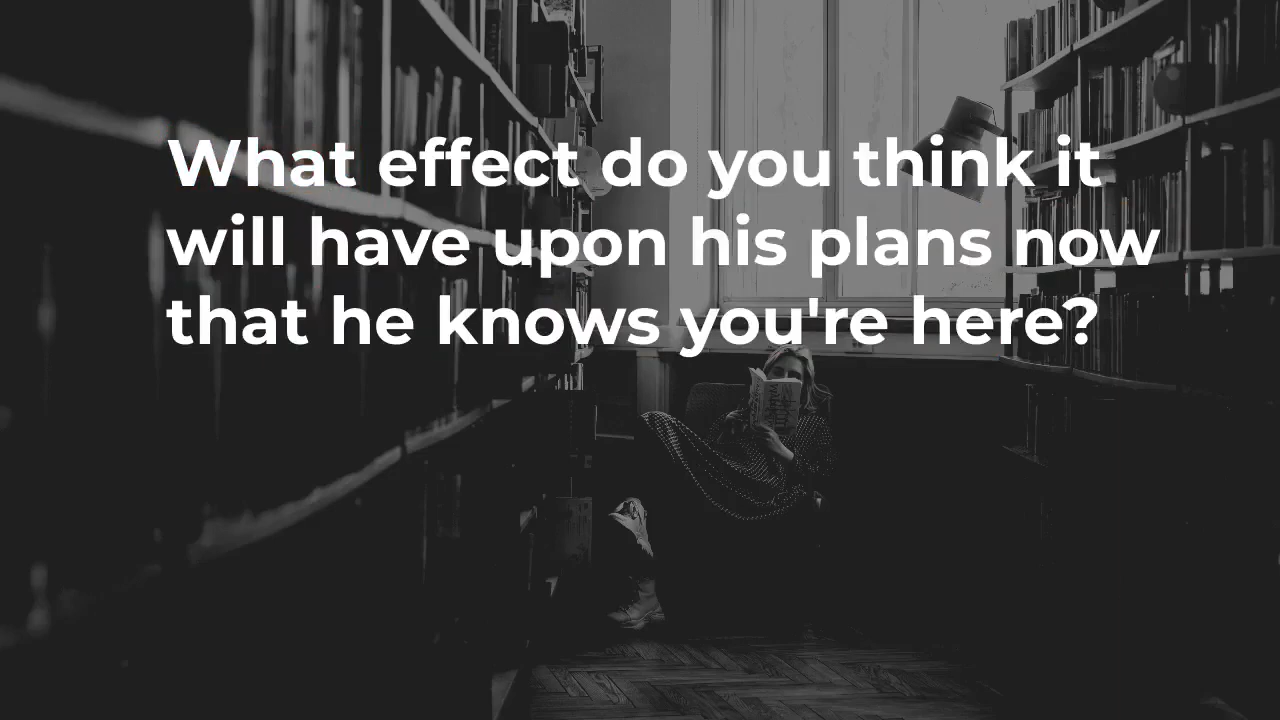 What effect do you think it
will have upon his plans now
that he knows you're here?